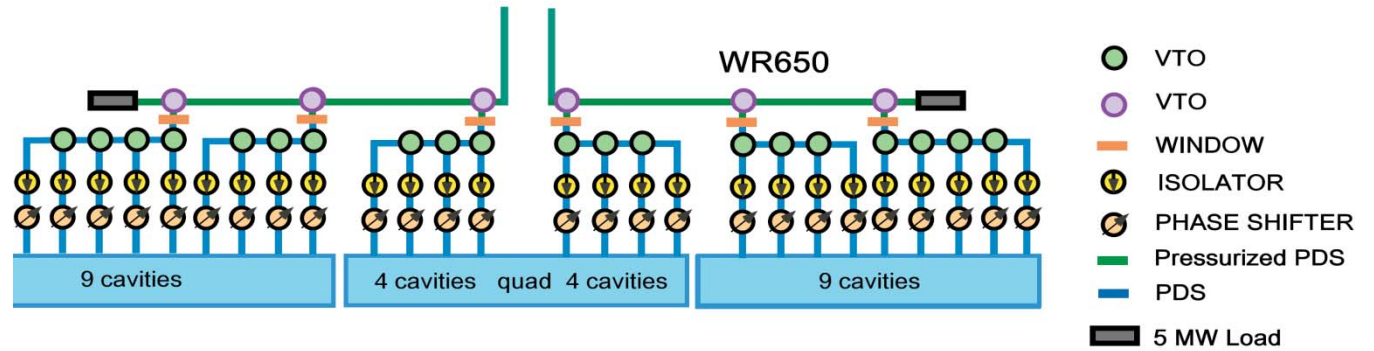 WR650
9 cavities
4 cavities quad 4 cavities
9 cavities
VTO
VTO
WINDOW
ISOLATOR
PHASE SHIFTER
Pressurized PDS
PDS
5 MW Load